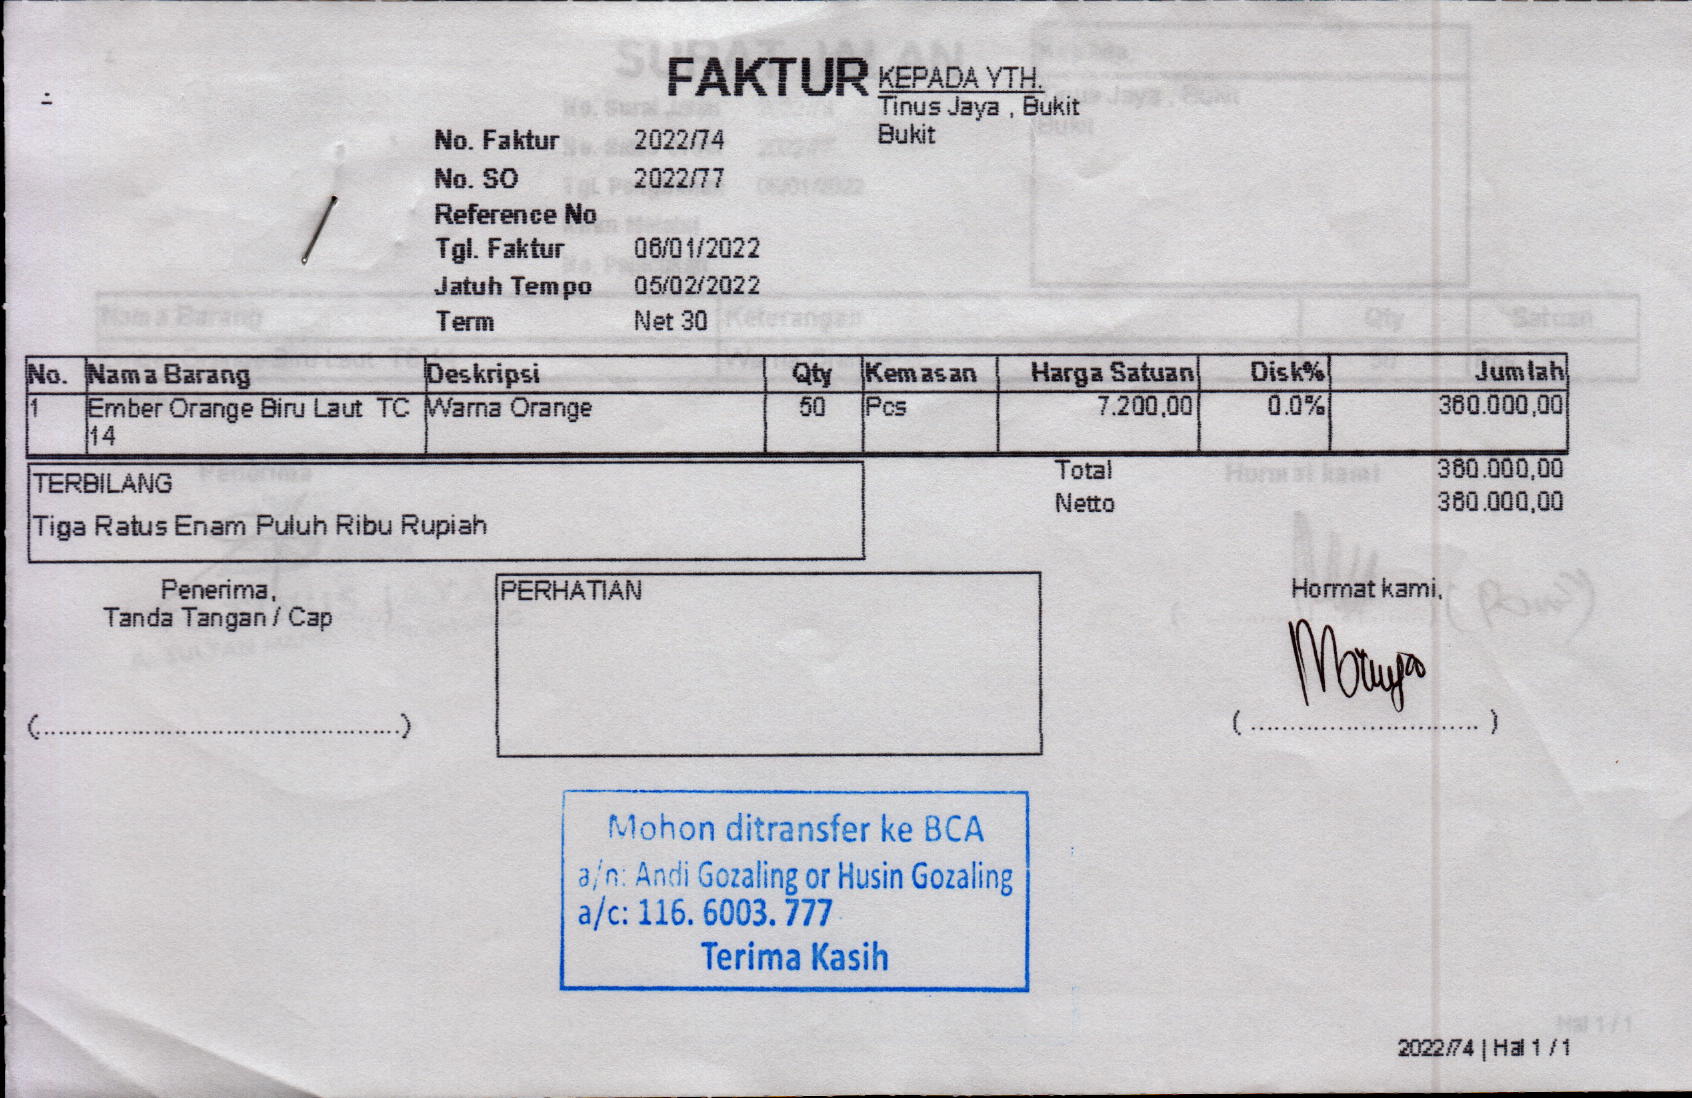 FAKTUR
KEPADA YTH.
Tinus Jaya , Bukit
Bukit
No. Faktur 2022/74
No. SO 2022/77
Reference No
Tgl. Faktur 06/01/2022
Jatuh Tempo 05/02/2022
Term Net 30
No. Nama Barang Deskripsi Qty Kemasan Harga Satuan Disk% Jumlah
1 Ember Orange Biru Laut TC Warna Orange 50 Pcs 7.200,00 0.0% 360.000,00
14
Total 360.000,00
Netto 360.000,00
TERBILANG
Tiga Ratus Enam Puluh Ribu Rupiah
Penerima,
Tanda Tangan / Cap
(..............................................)
PERHATIAN
Hormat kami,
( ............................. )
Mohon ditransfer ke BCA
a/n: Andi Gozaling or Husin Gozaling
a/c: 116. 6003. 777
Terima Kasih
2022/74 | Hal 1 / 1